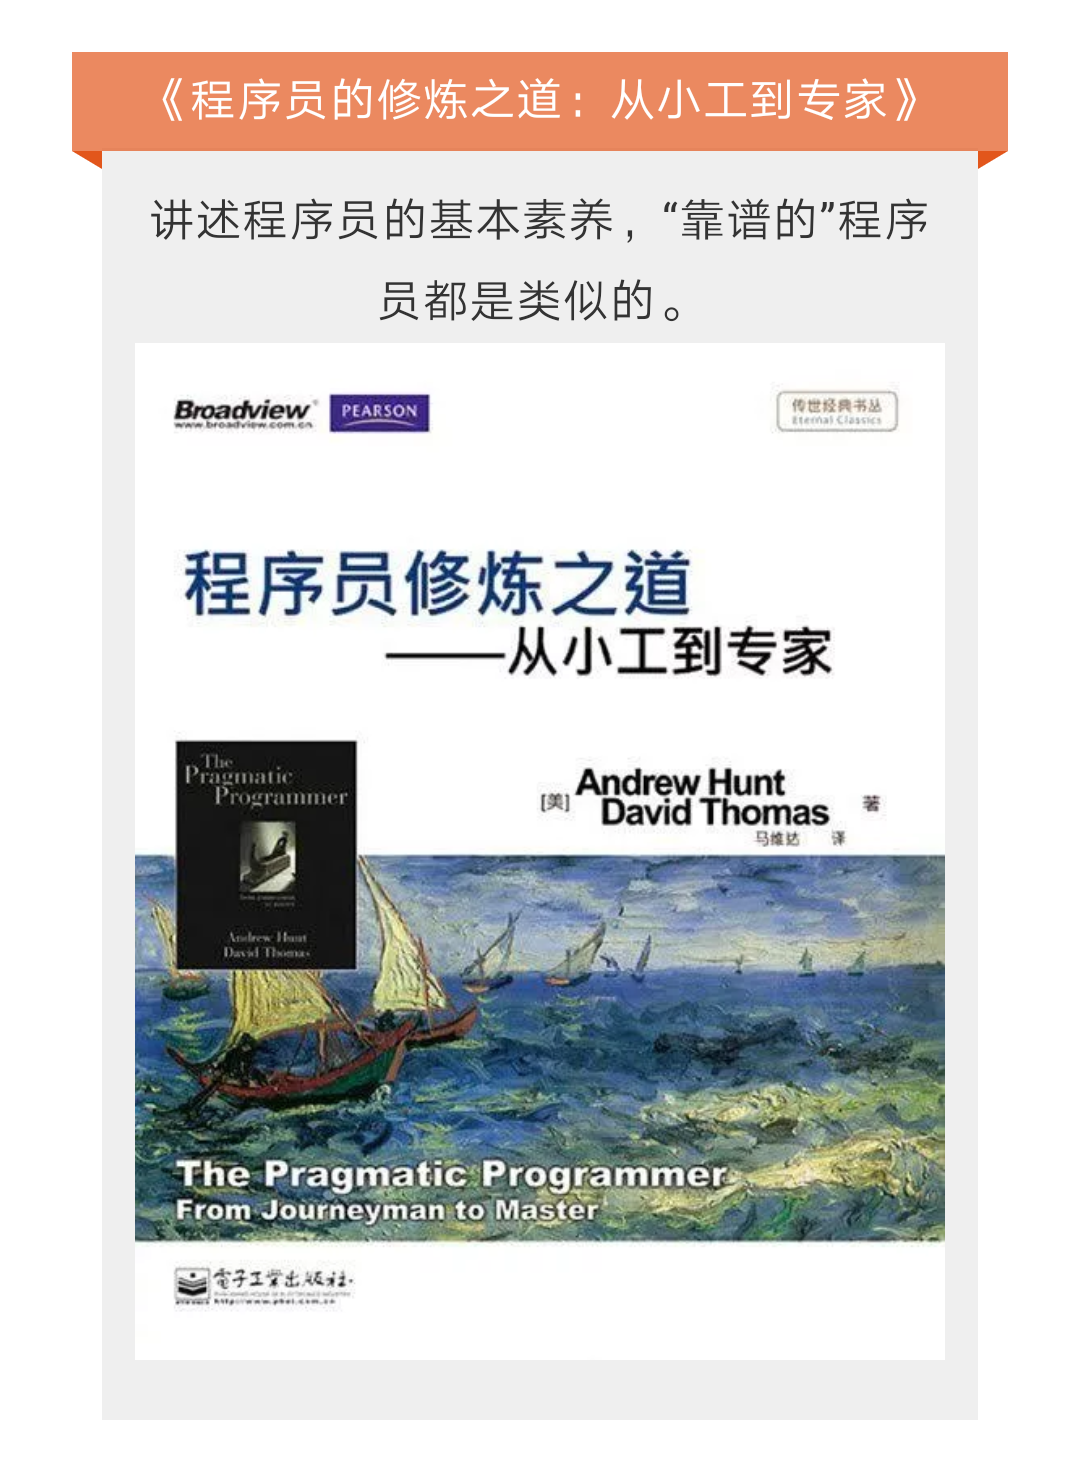 《程序员的修炼之道：从小工到专家》
讲述程序员的基本素养，“靠谱的”程序
员都是类似的。
Broadview
www.broadview.com.cn
PEARSON
传世经典书丛
Eternal Classics
程序员修炼之道
——从小工到专家
The
Pragmatic
Programmer
[美] Andrew Hunt
David Thomas 著
马维达 译
Andrew Hunt
David Thomas
The Pragmatic Programmer
From Journeyman to Master
電子工業出版社
http://www.phei.com.cn